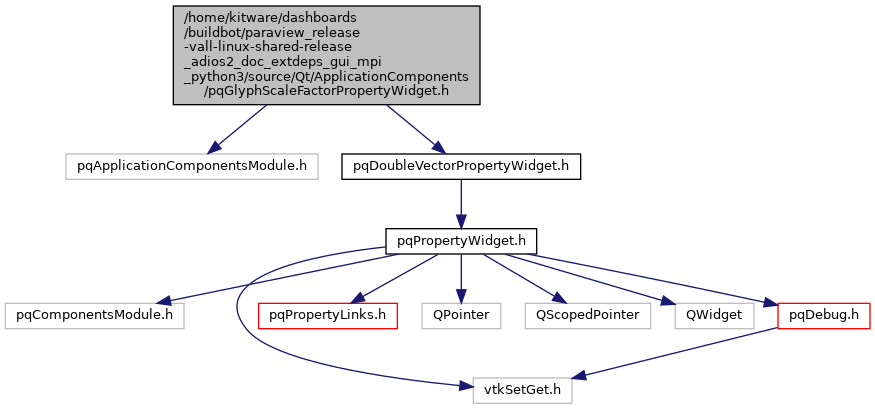 /home/kitware/dashboards
/buildbot/paraview_release
-vall-linux-shared-release
_adios2_doc_extdeps_gui_mpi
_python3/source/Qt/ApplicationComponents
/pqGlyphScaleFactorPropertyWidget.h
pqApplicationComponentsModule.h
pqDoubleVectorPropertyWidget.h
pqPropertyWidget.h
pqComponentsModule.h
pqPropertyLinks.h
QPointer
QScopedPointer
QWidget
pqDebug.h
vtkSetGet.h